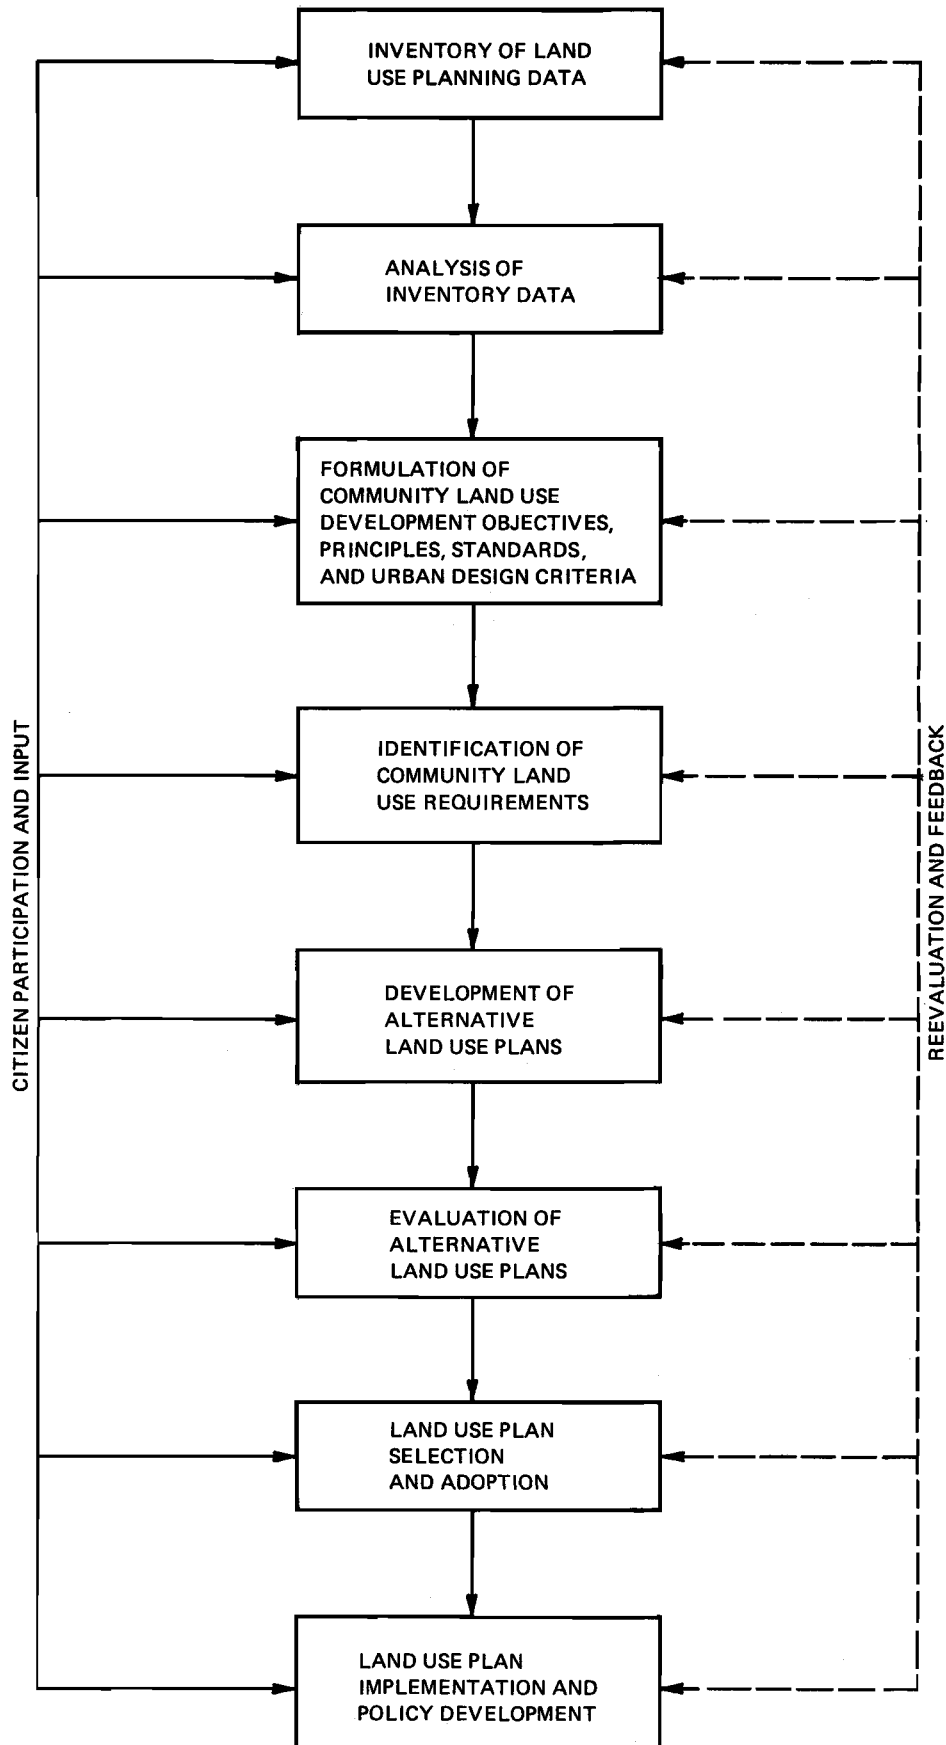 INVENTORY OF LAND
USE PLANNING DATA
ANALYSIS OF
INVENTORY DATA
FORMULATION OF
COMMUNITY LAND USE
DEVELOPMENT OBJECTIVES,
PRINCIPLES, STANDARDS,
AND URBAN DESIGN CRITERIA
IDENTIFICATION OF
COMMUNITY LAND
USE REQUIREMENTS
DEVELOPMENT OF
ALTERNATIVE
LAND USE PLANS
EVALUATION OF
ALTERNATIVE
LAND USE PLANS
LAND USE PLAN
SELECTION
AND ADOPTION
LAND USE PLAN
IMPLEMENTATION AND
POLICY DEVELOPMENT
CITIZEN PARTICIPATION AND INPUT
REEVALUATION AND FEEDBACK